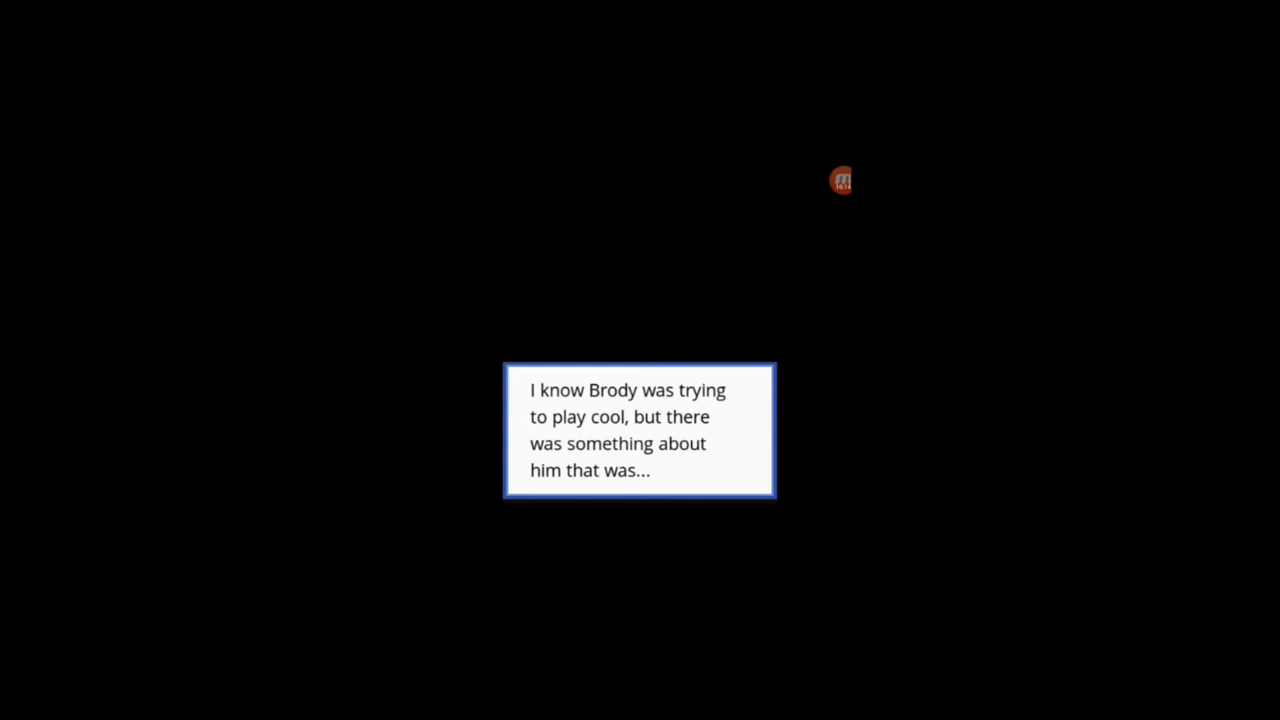 I know Brody was trying
to play cool, but there
was something about
him that was...